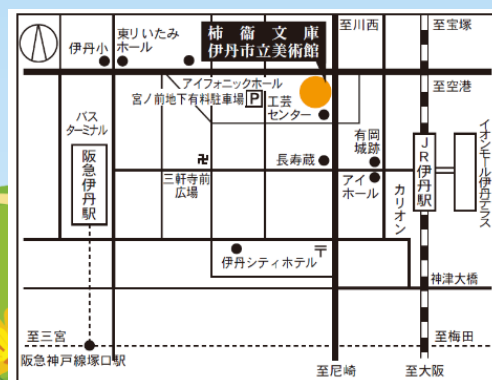 東リいたみ
ホール
伊丹小
柿衞文庫
伊丹市立美術館
至川西
至宝塚
至空港
アイフォニックホール
宮ノ前地下有料駐車場 P
工芸
センター
バス
ターミナル
阪急伊丹駅
三軒寺前
広場
長寿蔵
有岡
城跡
アイ
ホール
カリオン
JR伊丹駅
イオンモール伊丹テラス
伊丹シティホテル
神津大橋
至三宮
至梅田
阪急神戸線塚口駅
至尼崎
至大阪